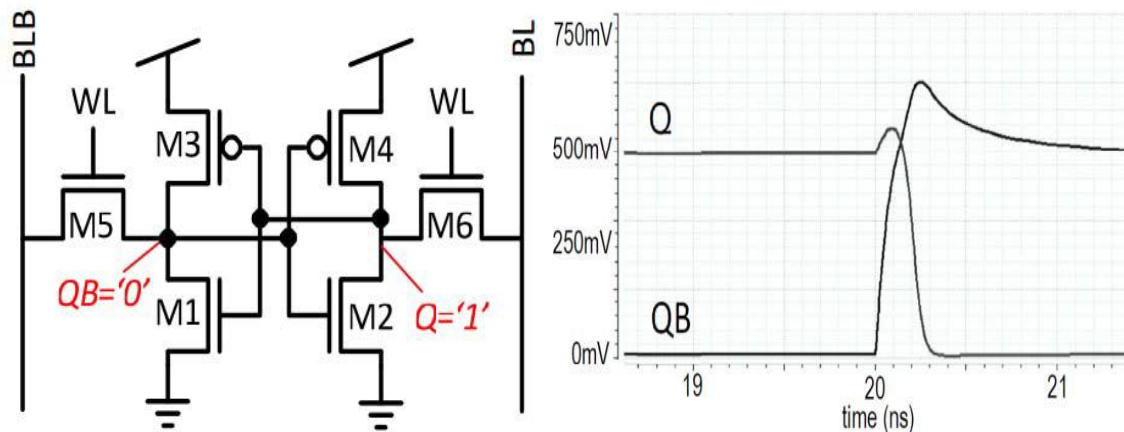 BLB
BL
WL
WL
M3
M4
M5
M6
QB='0'
M1
M2
Q='1'
750mV
Q
500mV
250mV
QB
0mV
19
20
21
time (ns)